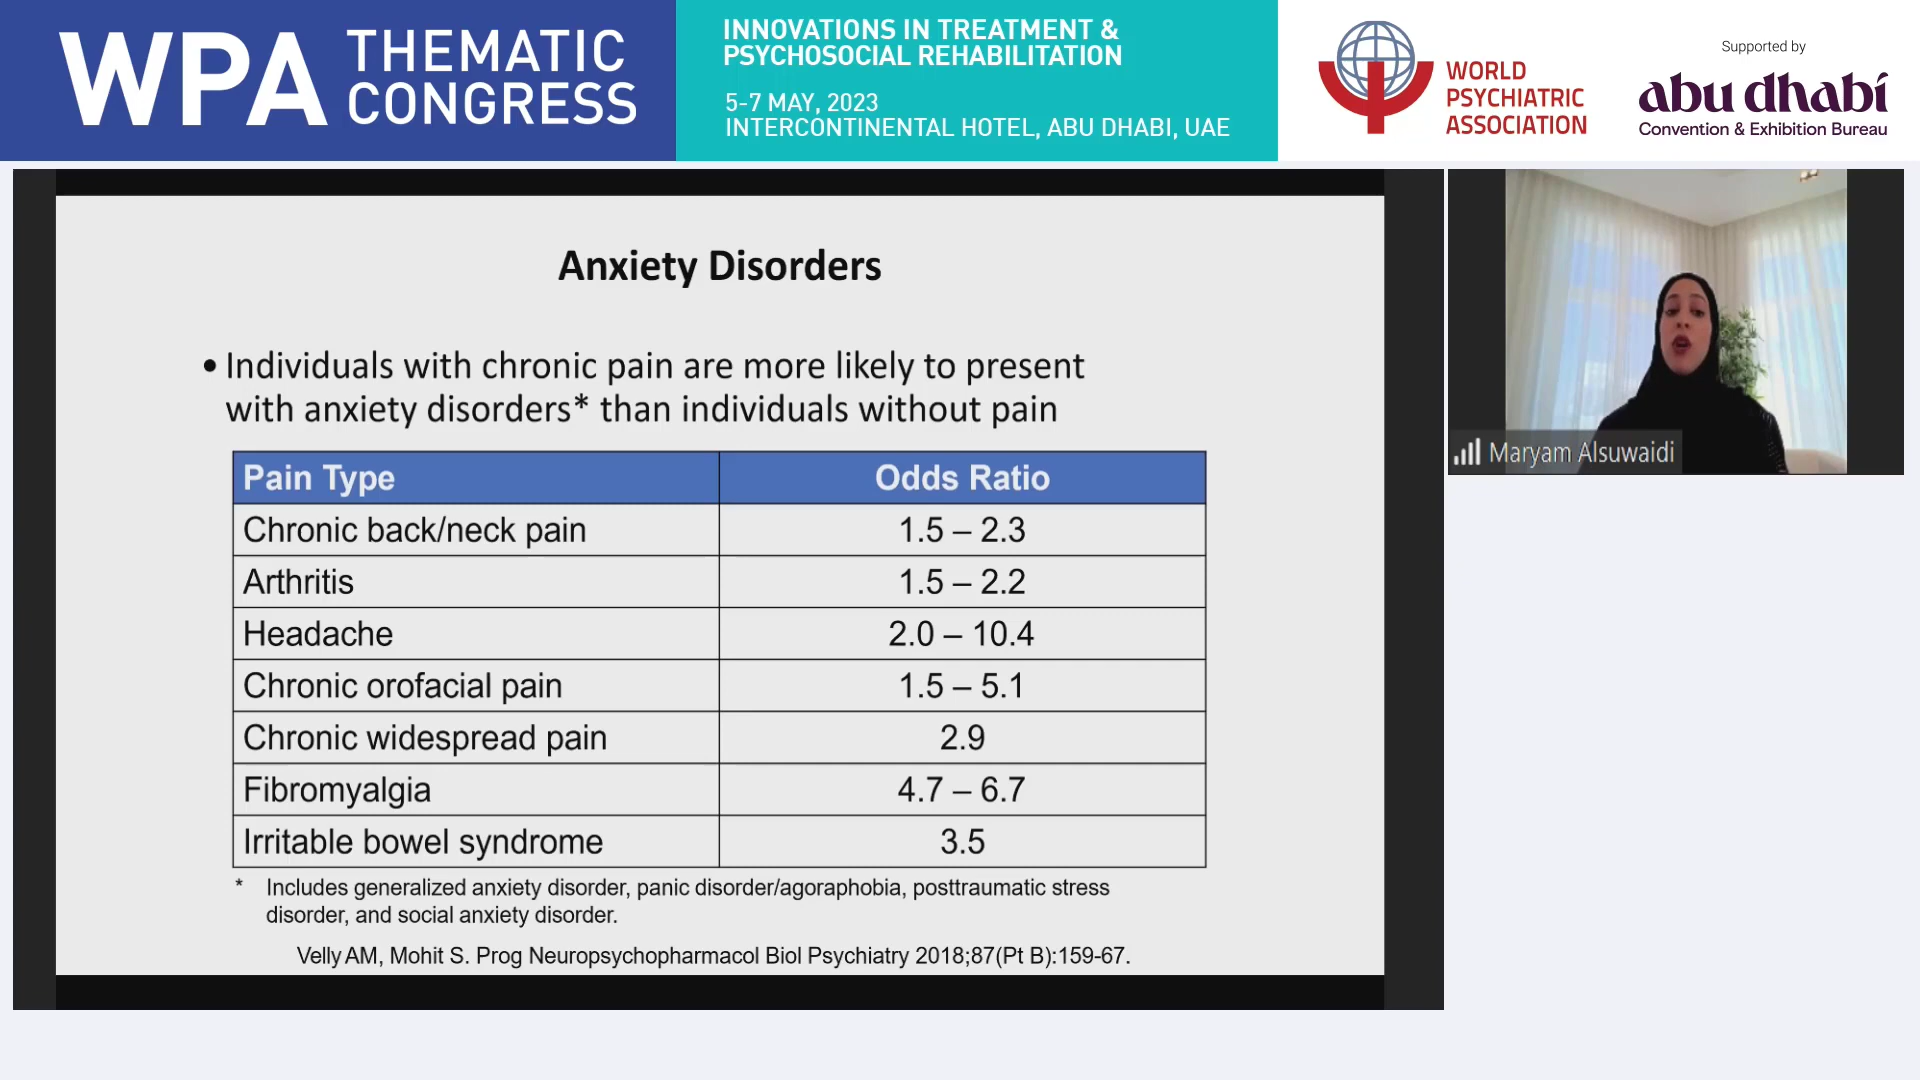 WPA THEMATIC
CONGRESS
INNOVATIONS IN TREATMENT &
PSYCHOSOCIAL REHABILITATION
5-7 MAY, 2023
INTERCONTINENTAL HOTEL, ABU DHABI, UAE
WORLD
PSYCHIATRIC
ASSOCIATION
Supported by
abu dhabi
Convention & Exhibition Bureau
Anxiety Disorders
• Individuals with chronic pain are more likely to present
with anxiety disorders* than individuals without pain
Pain Type Odds Ratio
Chronic back/neck pain 1.5 – 2.3
Arthritis 1.5 – 2.2
Headache 2.0 – 10.4
Chronic orofacial pain 1.5 – 5.1
Chronic widespread pain 2.9
Fibromyalgia 4.7 – 6.7
Irritable bowel syndrome 3.5
* Includes generalized anxiety disorder, panic disorder/agoraphobia, posttraumatic stress
disorder, and social anxiety disorder.
Velly AM, Mohit S. Prog Neuropsychopharmacol Biol Psychiatry 2018;87(Pt B):159-67.
Maryam Alsuwaidi